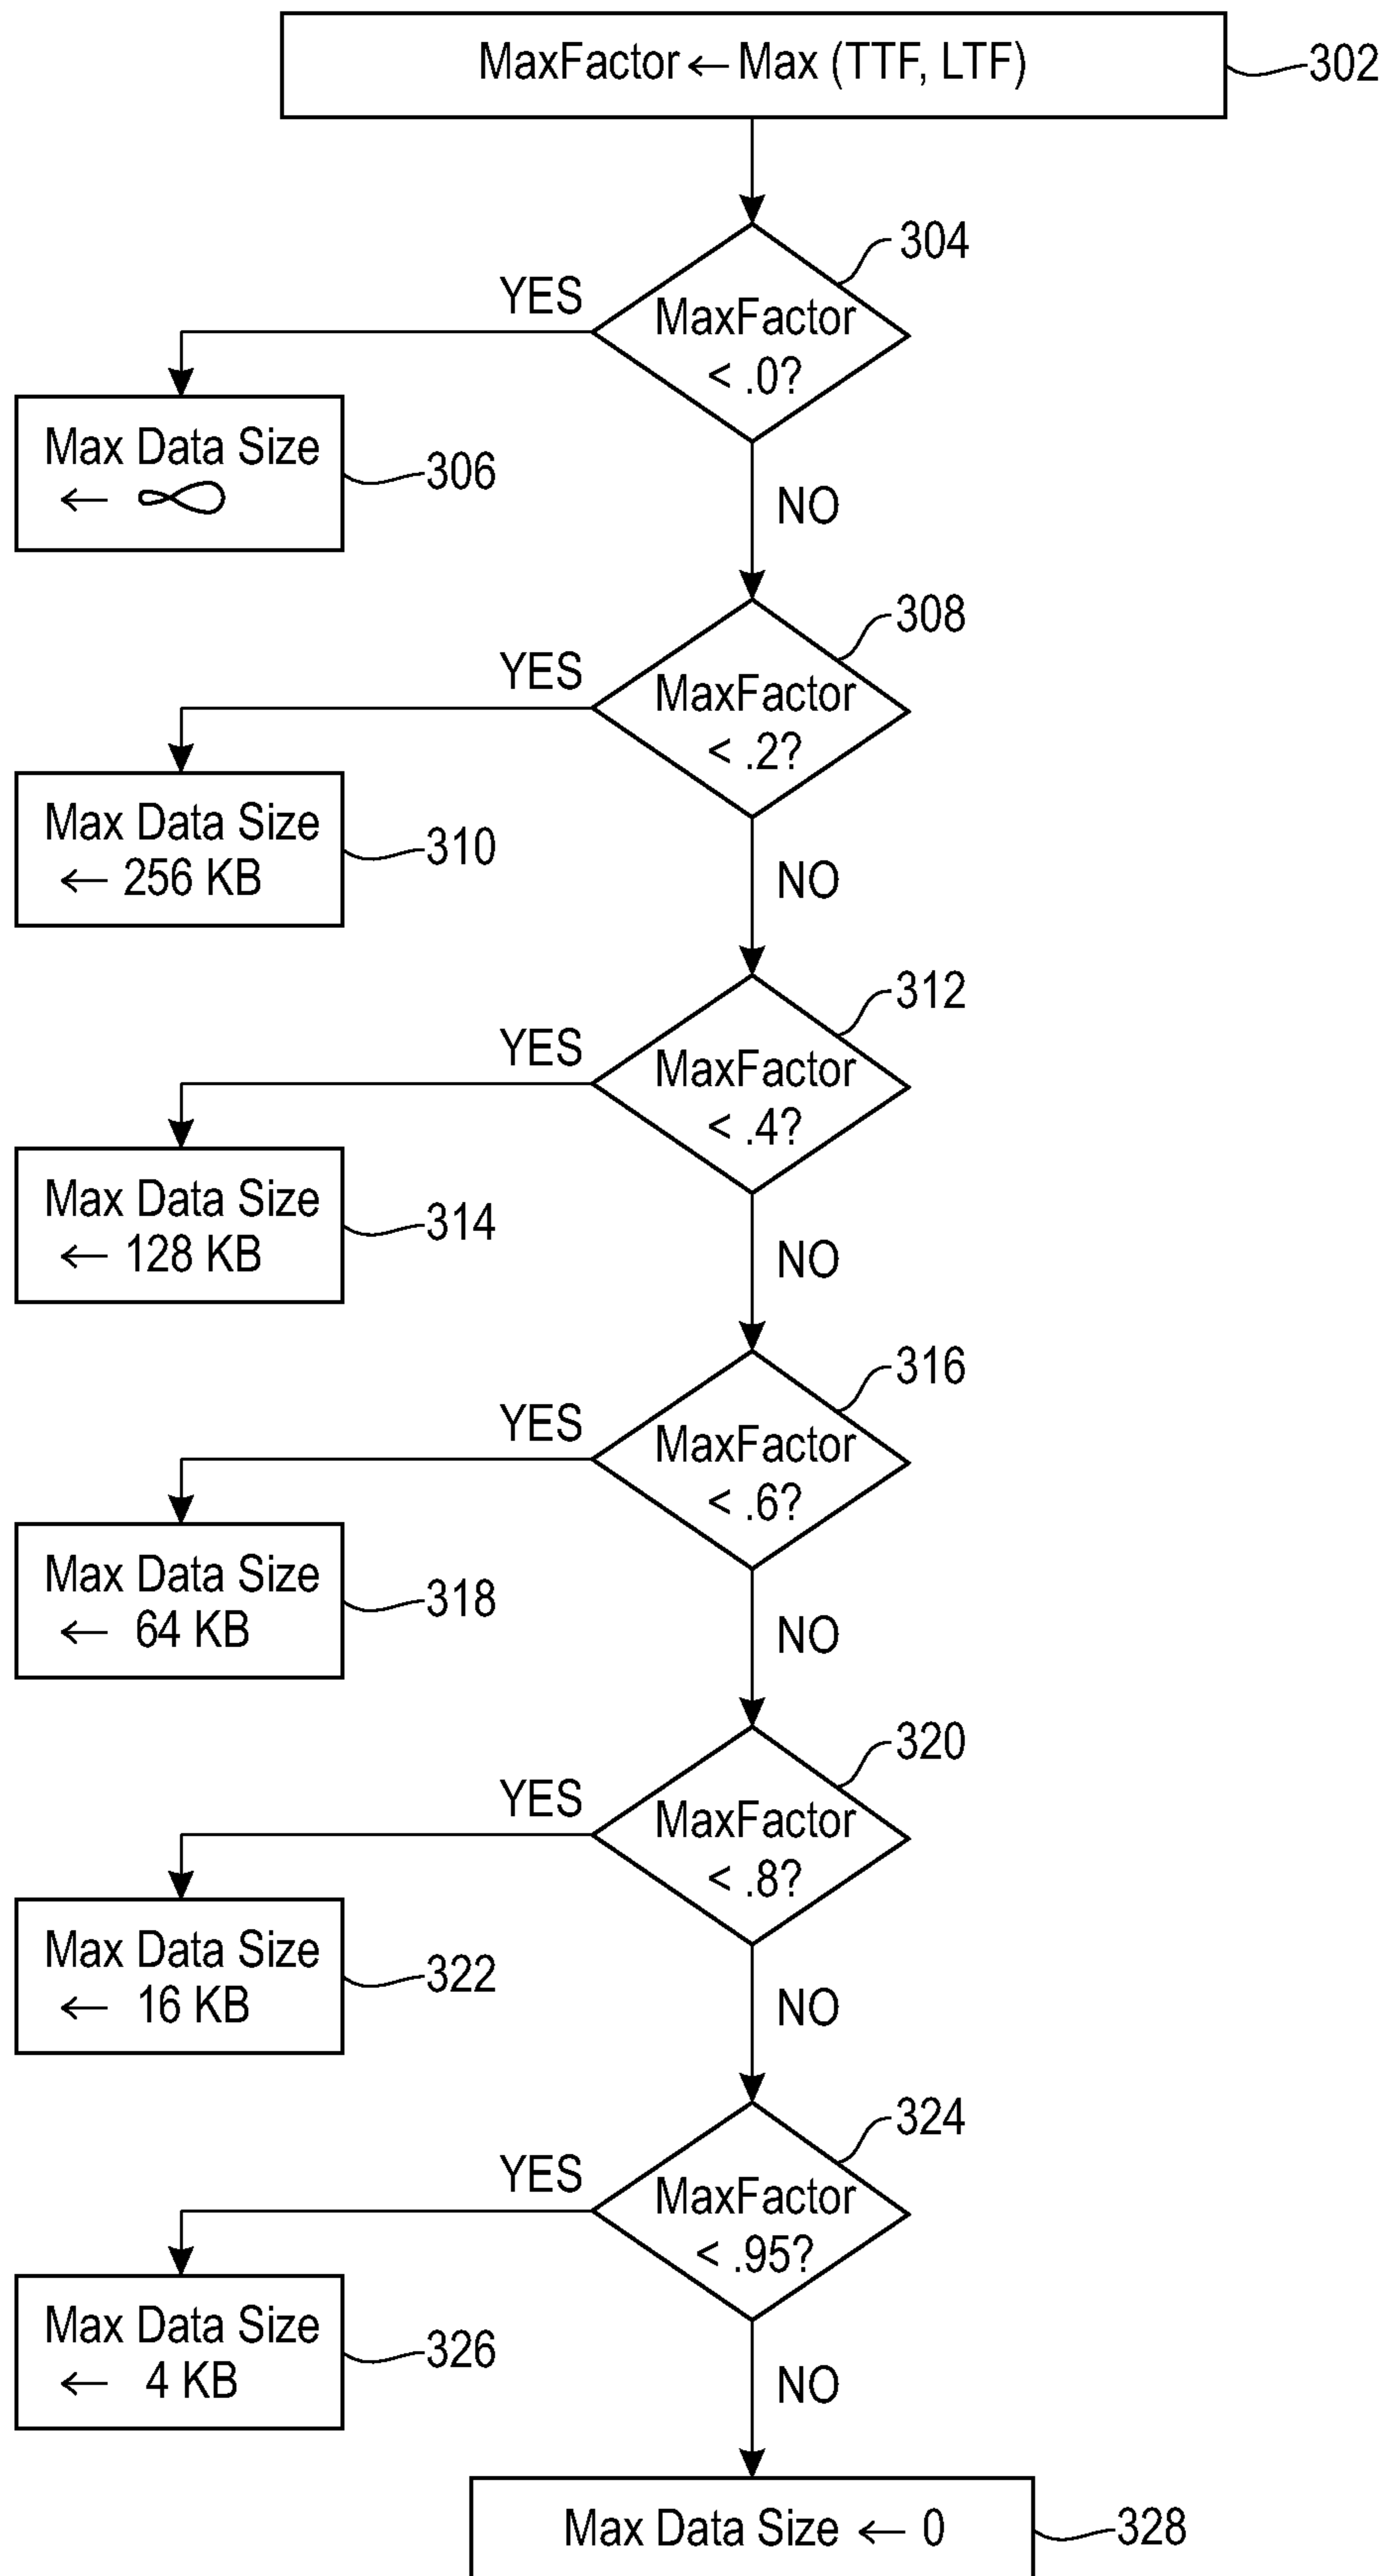 MaxFactor ← Max (TTF, LTF)
302
304
YES
MaxFactor
< .0?
Max Data Size
← ∞
306
NO
308
YES
MaxFactor
< .2?
Max Data Size
← 256 KB
310
NO
312
YES
MaxFactor
< .4?
Max Data Size
← 128 KB
314
NO
316
YES
MaxFactor
< .6?
Max Data Size
← 64 KB
318
NO
320
YES
MaxFactor
< .8?
Max Data Size
← 16 KB
322
NO
324
YES
MaxFactor
< .95?
Max Data Size
← 4 KB
326
NO
Max Data Size ← 0
328